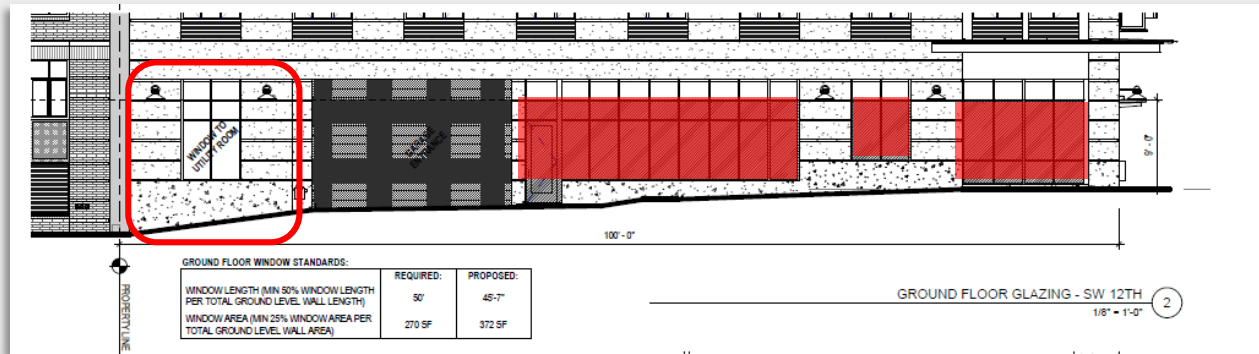 WINDOW TO
UTILITY ROOM
GARAGE
ENTRANCE
9' - 0"
100' - 0"
PROPERTY LINE
GROUND FLOOR WINDOW STANDARDS:
REQUIRED: PROPOSED:
WINDOW LENGTH (MIN 50% WINDOW LENGTH
PER TOTAL GROUND LEVEL WALL LENGTH) 50' 45'-7"
WINDOW AREA (MIN 25% WINDOW AREA PER
TOTAL GROUND LEVEL WALL AREA) 270 SF 372 SF
GROUND FLOOR GLAZING - SW 12TH 2
1/8" = 1'-0"